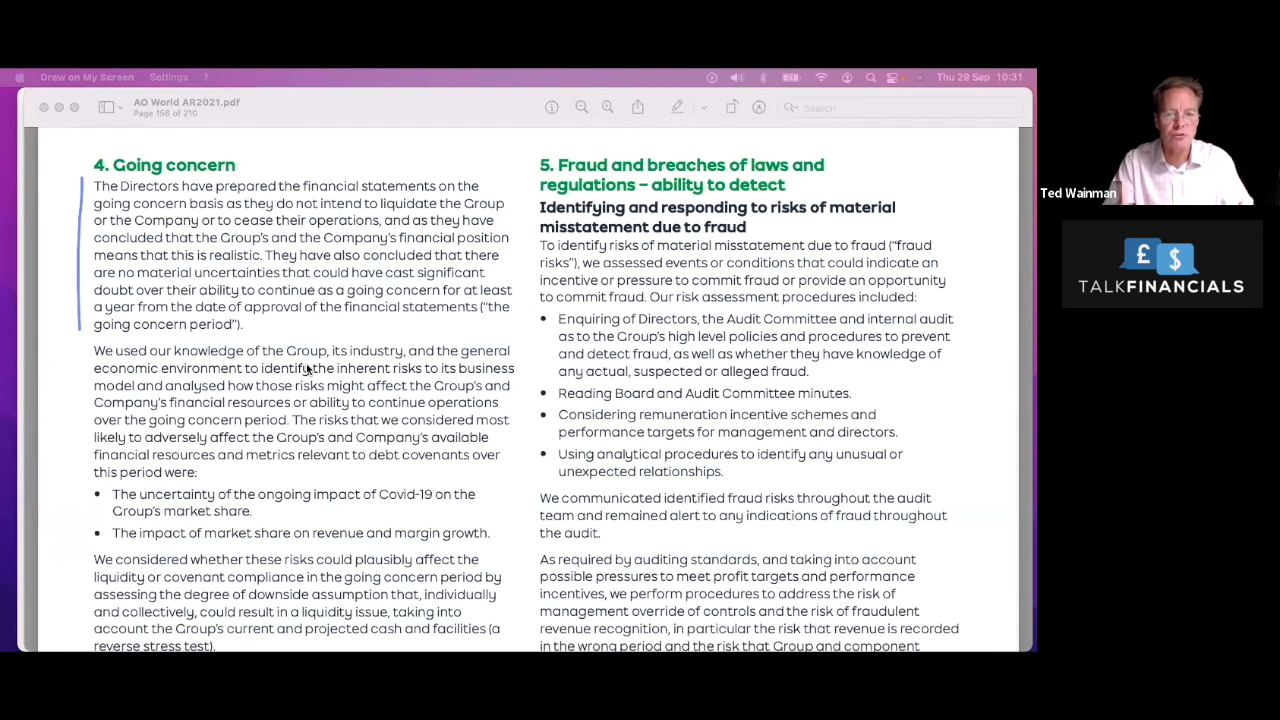 Draw on My Screen Settings ?
Thu 29 Sep 10:31
AO World AR2021.pdf
Page 156 of 210
Search
4. Going concern
The Directors have prepared the financial statements on the
going concern basis as they do not intend to liquidate the Group
or the Company or to cease their operations, and as they have
concluded that the Group's and the Company's financial position
means that this is realistic. They have also concluded that there
are no material uncertainties that could have cast significant
doubt over their ability to continue as a going concern for at least
a year from the date of approval of the financial statements ("the
going concern period").
We used our knowledge of the Group, its industry, and the general
economic environment to identify the inherent risks to its business
model and analysed how those risks might affect the Group's and
Company's financial resources or ability to continue operations
over the going concern period. The risks that we considered most
likely to adversely affect the Group's and Company's available
financial resources and metrics relevant to debt covenants over
this period were:
• The uncertainty of the ongoing impact of Covid-19 on the
Group's market share.
• The impact of market share on revenue and margin growth.
We considered whether these risks could plausibly affect the
liquidity or covenant compliance in the going concern period by
assessing the degree of downside assumption that, individually
and collectively, could result in a liquidity issue, taking into
account the Group's current and projected cash and facilities (a
reverse stress test).
5. Fraud and breaches of laws and
regulations – ability to detect
Identifying and responding to risks of material
misstatement due to fraud
To identify risks of material misstatement due to fraud ("fraud
risks"), we assessed events or conditions that could indicate an
incentive or pressure to commit fraud or provide an opportunity
to commit fraud. Our risk assessment procedures included:
• Enquiring of Directors, the Audit Committee and internal audit
as to the Group's high level policies and procedures to prevent
and detect fraud, as well as whether they have knowledge of
any actual, suspected or alleged fraud.
• Reading Board and Audit Committee minutes.
• Considering remuneration incentive schemes and
performance targets for management and directors.
• Using analytical procedures to identify any unusual or
unexpected relationships.
We communicated identified fraud risks throughout the audit
team and remained alert to any indications of fraud throughout
the audit.
As required by auditing standards, and taking into account
possible pressures to meet profit targets and performance
incentives, we perform procedures to address the risk of
management override of controls and the risk of fraudulent
revenue recognition, in particular the risk that revenue is recorded
in the wrong period and the risk that Group and component
Ted Wainman
£ $
TALKFINANCIALS